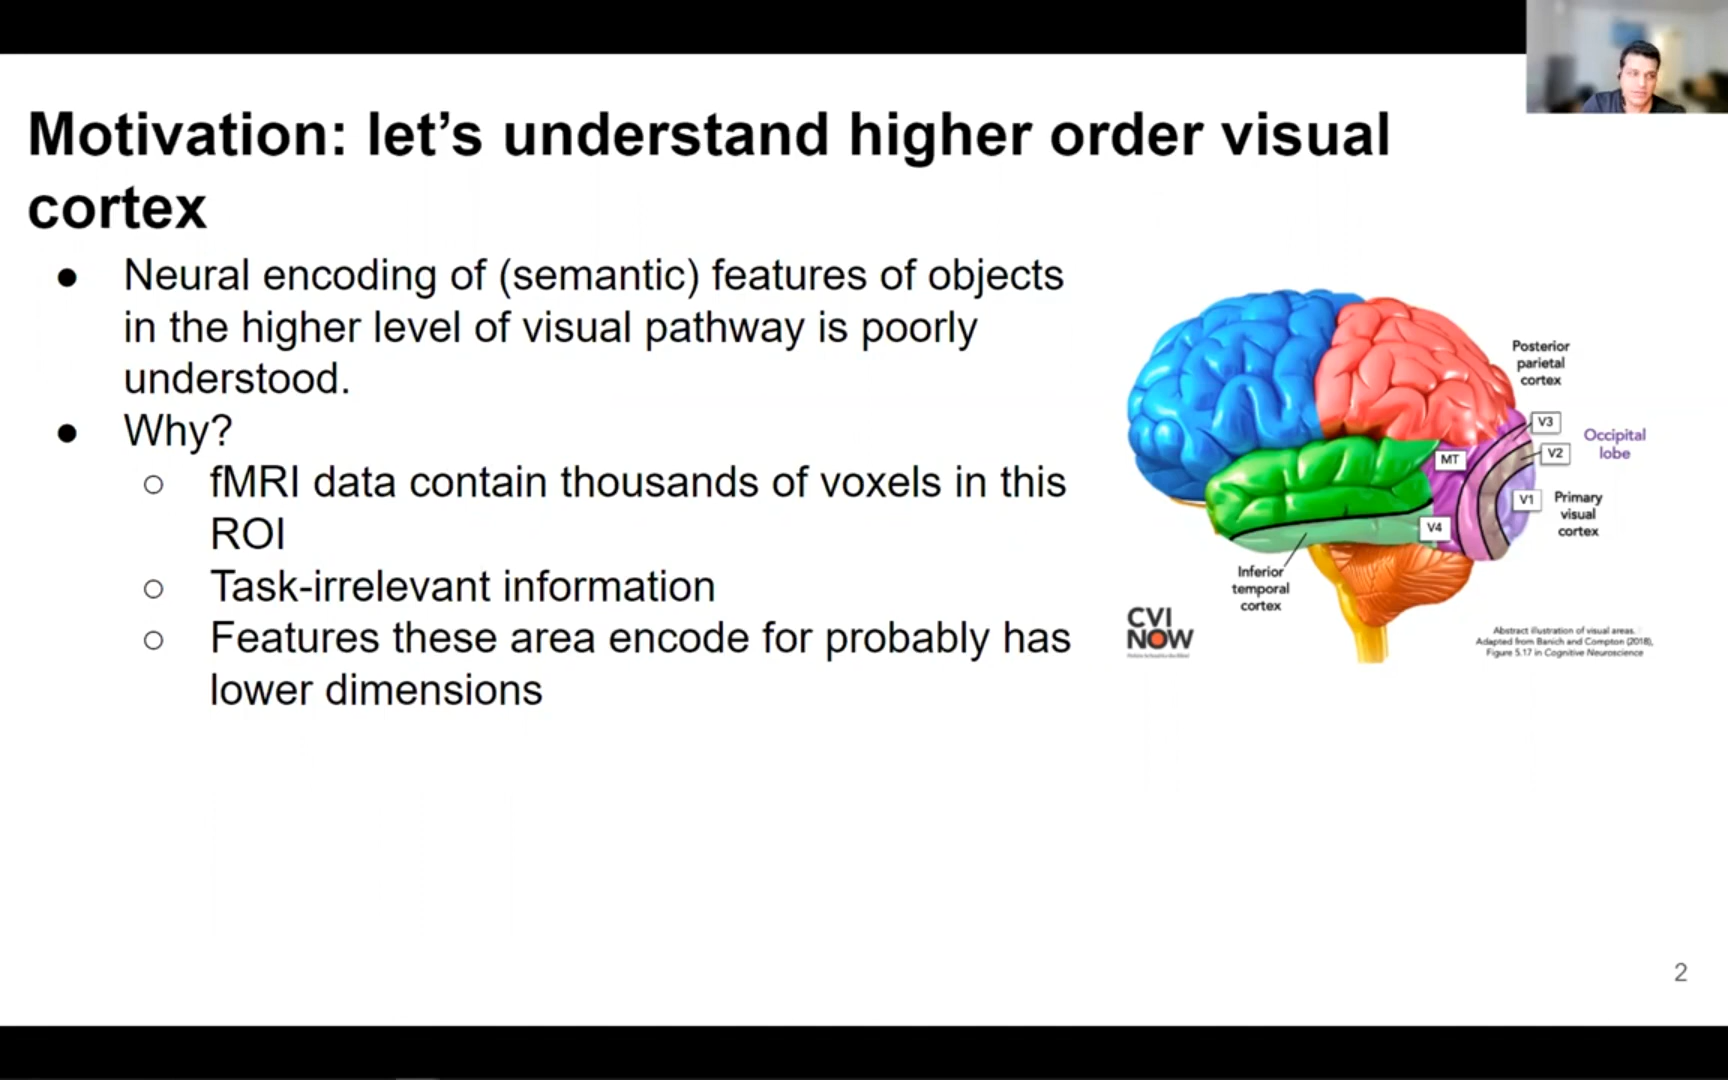 Motivation: let's understand higher order visual
cortex
● Neural encoding of (semantic) features of objects
in the higher level of visual pathway is poorly
understood.
● Why?
○ fMRI data contain thousands of voxels in this
ROI
○ Task-irrelevant information
○ Features these area encode for probably has
lower dimensions
Posterior
parietal
cortex
V3
Occipital
lobe
V2
MT
V1
Primary
visual
cortex
V4
Inferior
temporal
cortex
CVI
NOW
Abstract illustration of visual areas.
Adapted from Banich and Compton (2018),
Figure 5.17 in Cognitive Neuroscience
2